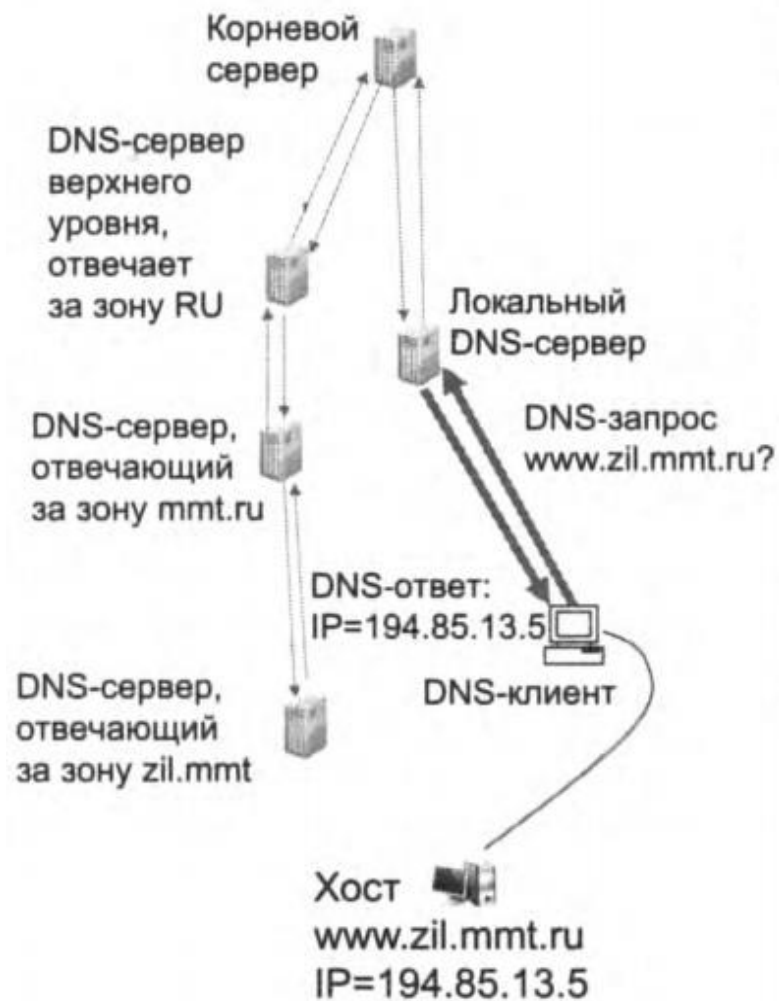 Корневой
сервер
DNS-сервер
верхнего
уровня,
отвечает
за зону RU
Локальный
DNS-сервер
DNS-запрос
www.zil.mmt.ru?
DNS-сервер,
отвечающий
за зону mmt.ru
DNS-ответ:
IP=194.85.13.5
DNS-клиент
DNS-сервер,
отвечающий
за зону zil.mmt
Хост
www.zil.mmt.ru
IP=194.85.13.5